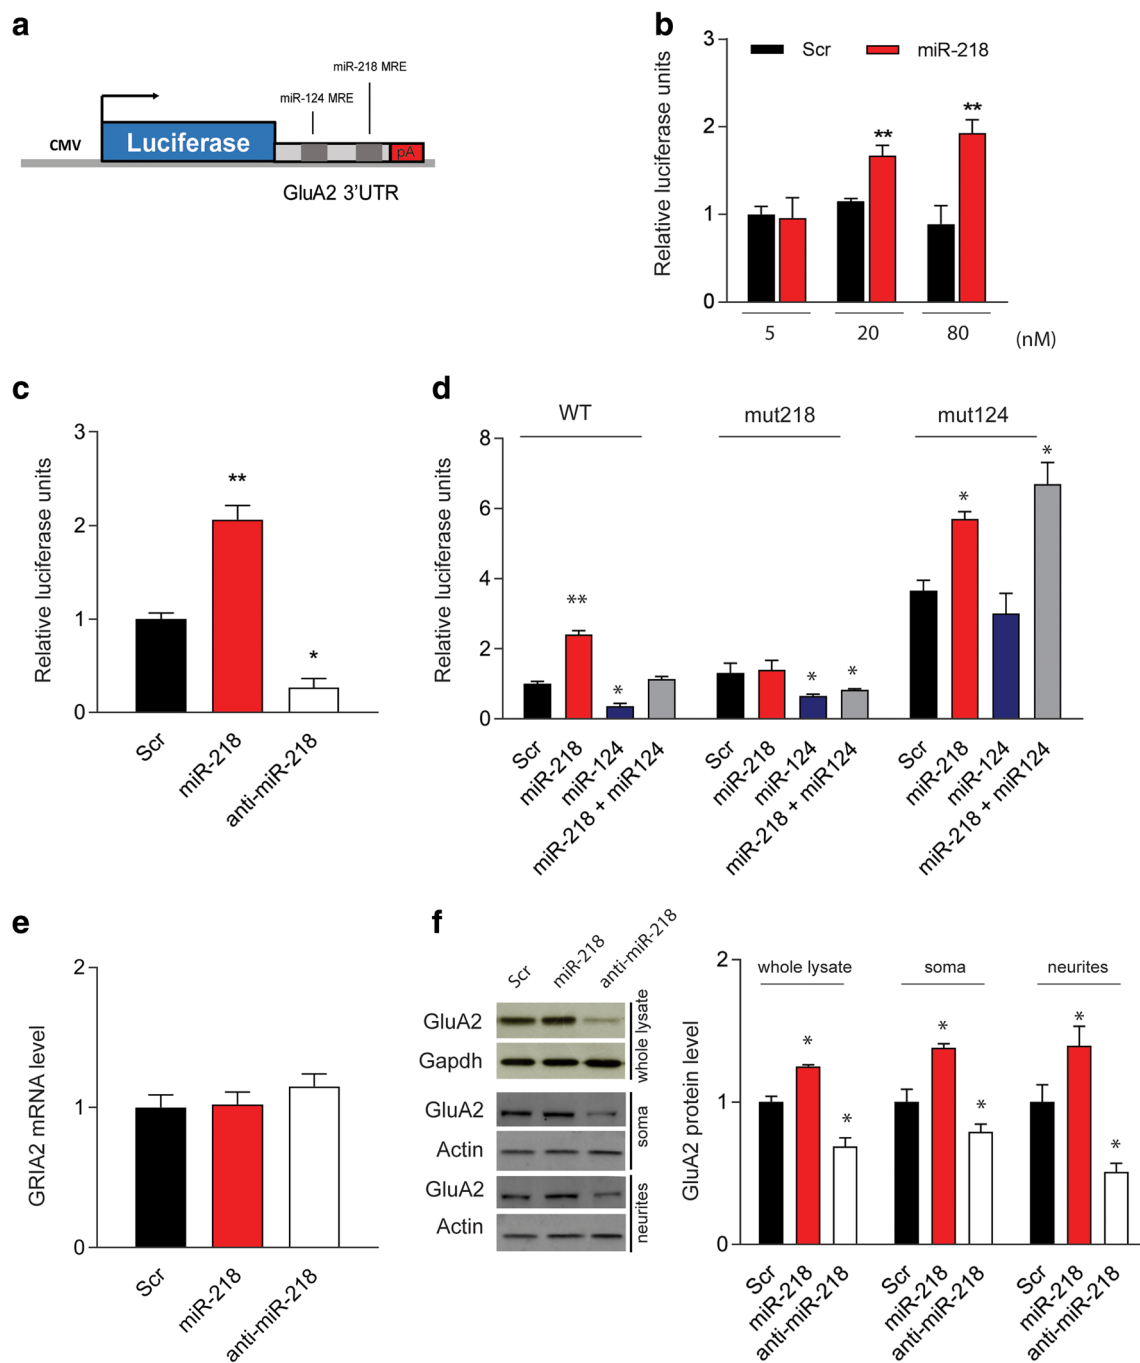 a
miR-218 MRE
miR-124 MRE
CMV
Luciferase
pA
GluA2 3'UTR
b
Relative luciferase units
3
2
1
0
Scr
miR-218
**
**
5
20
80
(nM)
c
Relative luciferase units
3
2
1
0
**
*
Scr
miR-218
anti-miR-218
d
Relative luciferase units
8
6
4
2
0
WT
mut218
mut124
**
*
*
*
*
*
Scr
miR-218
miR-124
miR-218 + miR124
Scr
miR-218
miR-124
miR-218 + miR124
Scr
miR-218
miR-124
miR-218 + miR124
e
GRIA2 mRNA level
2
1
0
Scr
miR-218
anti-miR-218
f
Scr
miR-218
anti-miR-218
GluA2
Gapdh
whole lysate
GluA2
Actin
soma
GluA2
Actin
neurites
GluA2 protein level
2
1
0
whole lysate
soma
neurites
*
*
*
*
*
*
Scr
miR-218
anti-miR-218
Scr
miR-218
anti-miR-218
Scr
miR-218
anti-miR-218